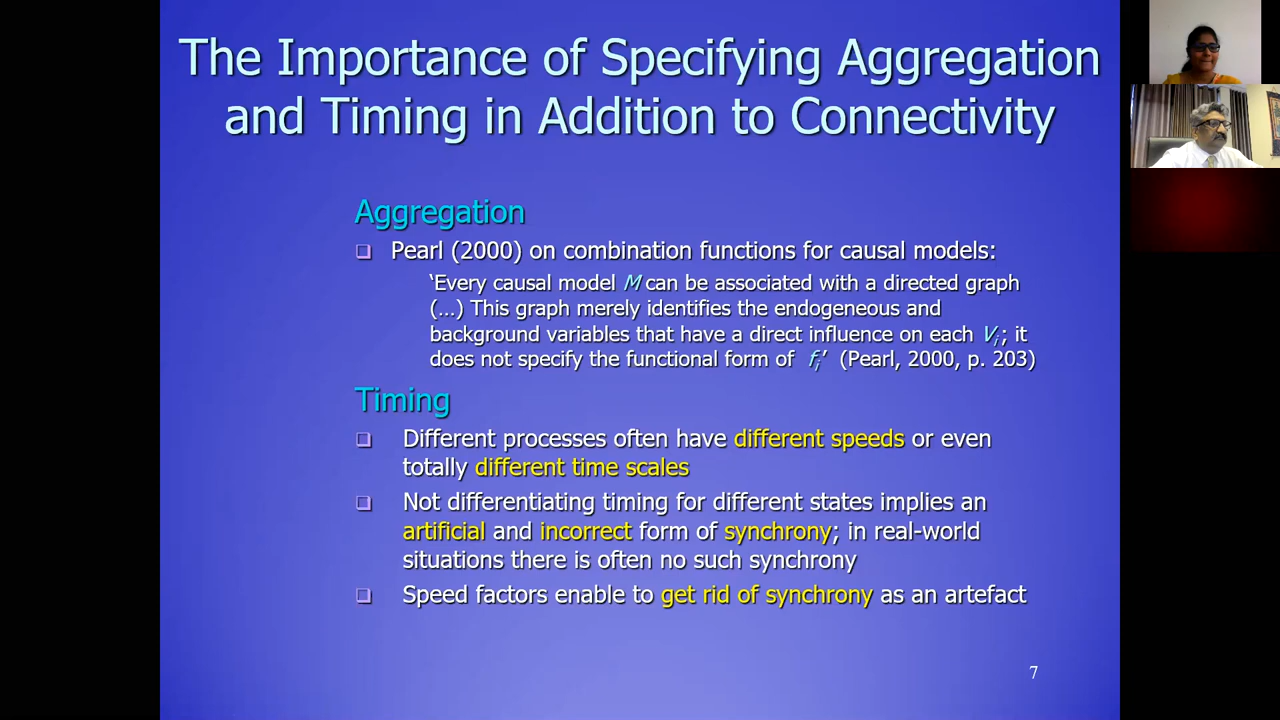 The Importance of Specifying Aggregation
and Timing in Addition to Connectivity
Aggregation
Pearl (2000) on combination functions for causal models:
‘Every causal model M can be associated with a directed graph
(…) This graph merely identifies the endogeneous and
background variables that have a direct influence on each Vi; it
does not specify the functional form of fi’ (Pearl, 2000, p. 203)
Timing
Different processes often have different speeds or even
totally different time scales
Not differentiating timing for different states implies an
artificial and incorrect form of synchrony; in real-world
situations there is often no such synchrony
Speed factors enable to get rid of synchrony as an artefact
7